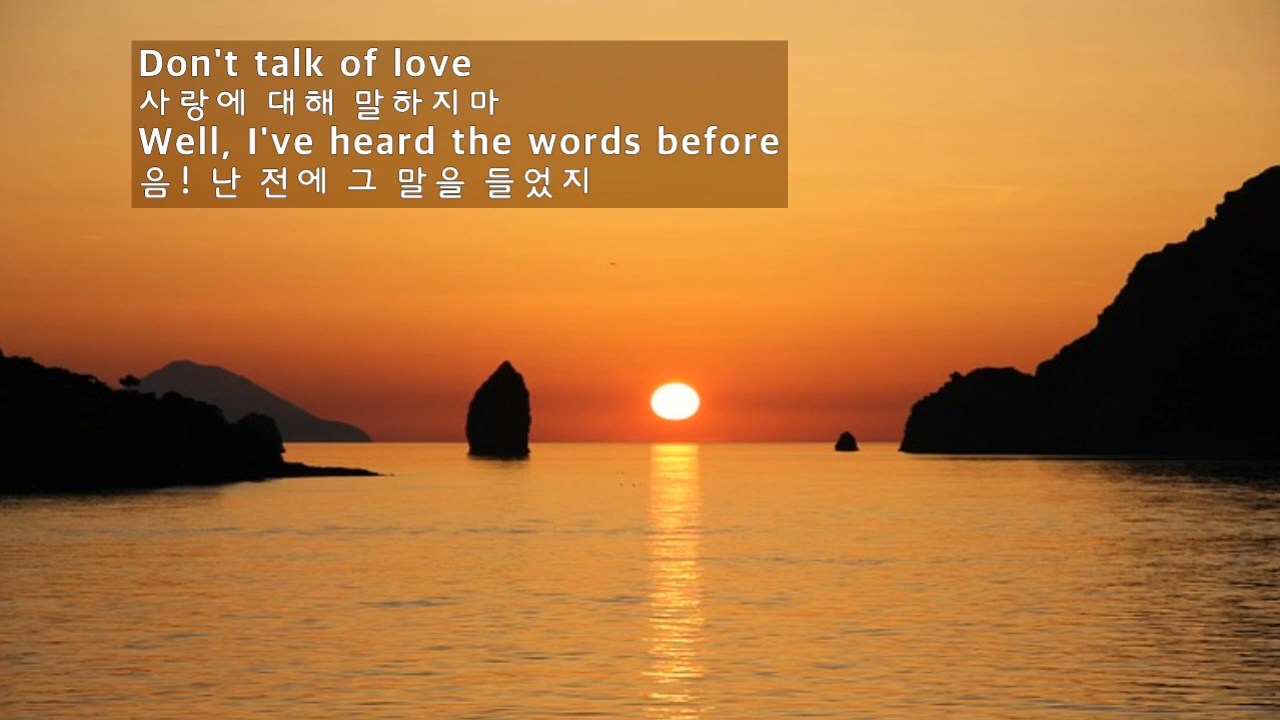 Don't talk of love
사랑에 대해 말하지마
Well, I've heard the words before
음! 난 전에 그 말을 들었지